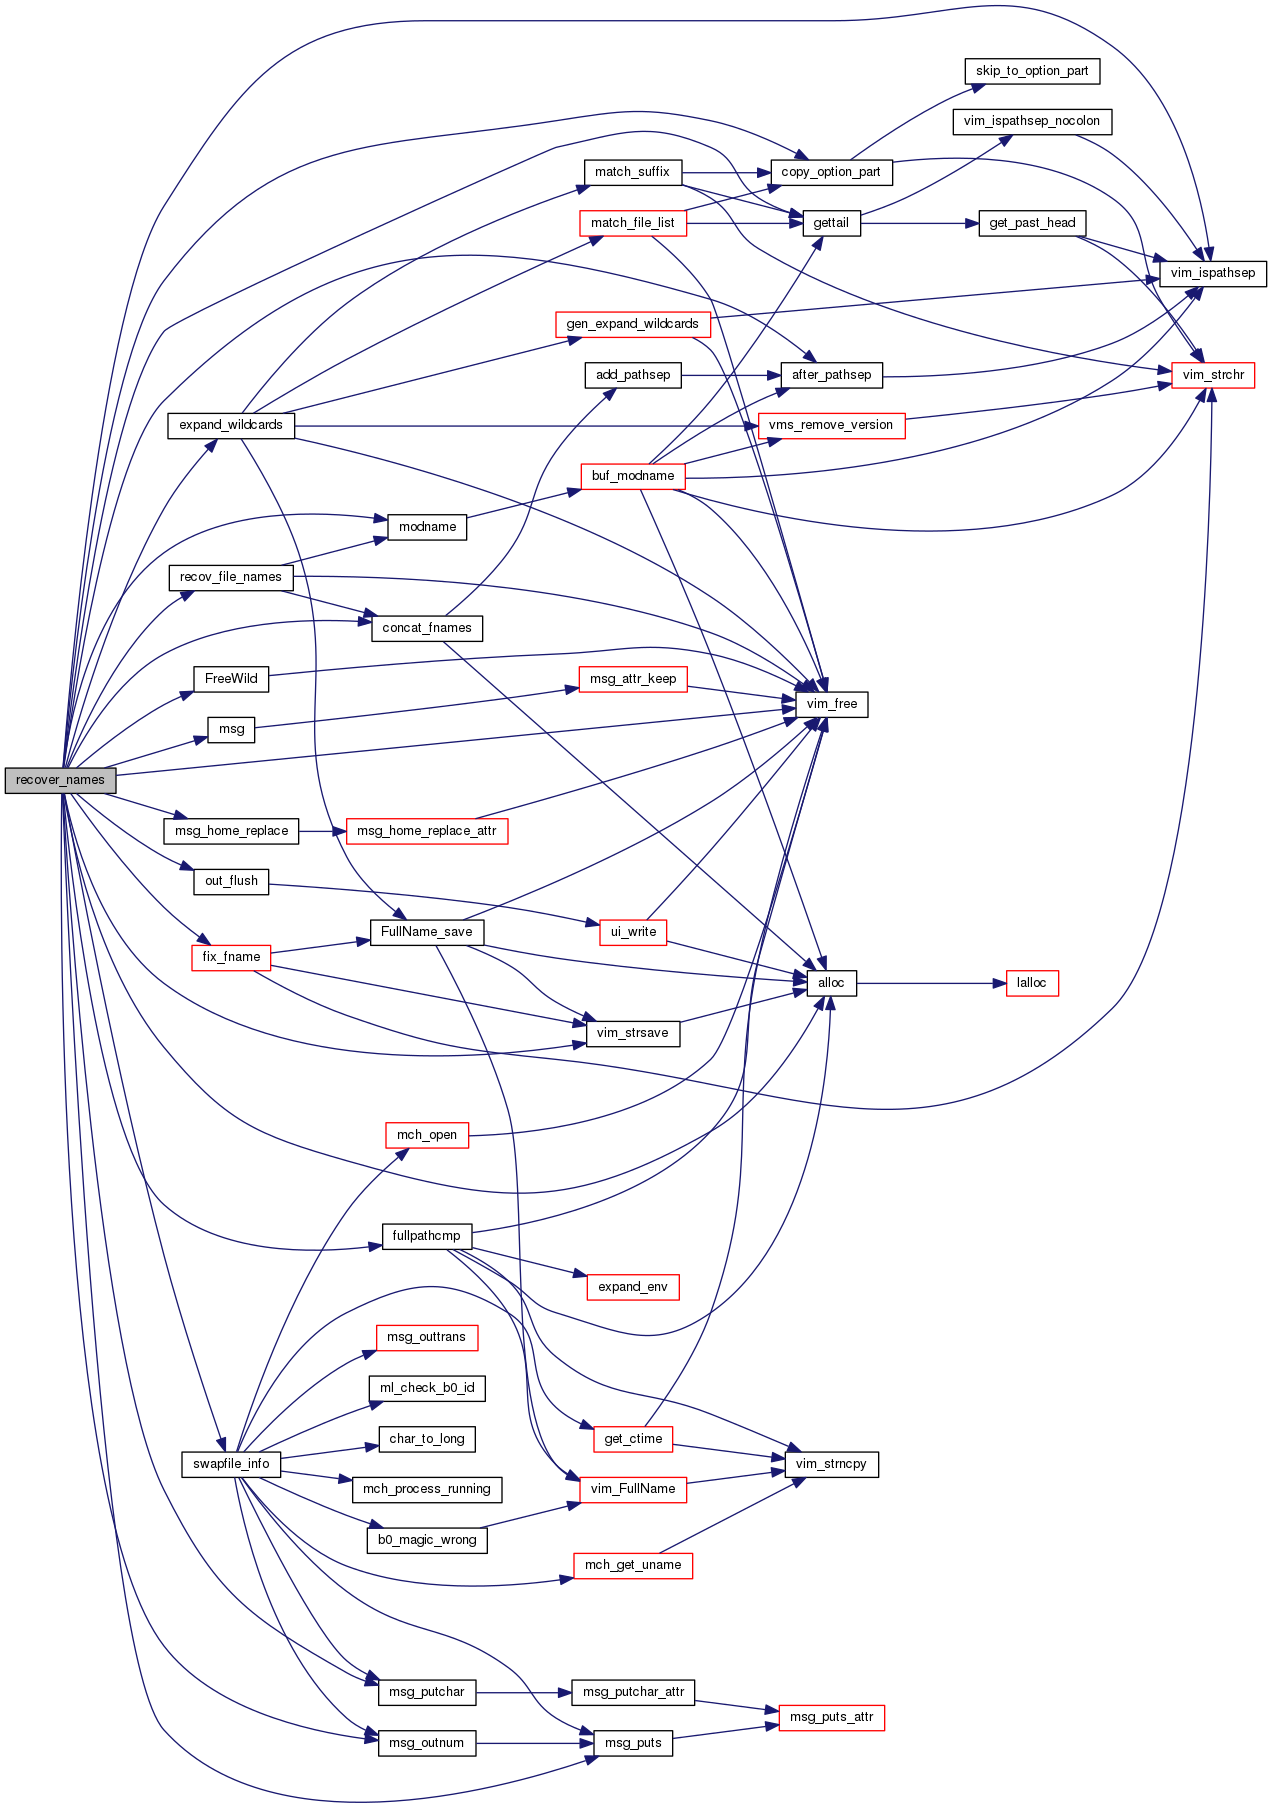 skip_to_option_part
vim_ispathsep_nocolon
match_suffix
copy_option_part
match_file_list
gettail
get_past_head
vim_ispathsep
gen_expand_wildcards
add_pathsep
after_pathsep
vim_strchr
expand_wildcards
vms_remove_version
buf_modname
modname
recov_file_names
concat_fnames
FreeWild
msg_attr_keep
vim_free
msg
recover_names
msg_home_replace
msg_home_replace_attr
out_flush
FullName_save
ui_write
fix_fname
alloc
lalloc
vim_strsave
mch_open
fullpathcmp
expand_env
msg_outtrans
ml_check_b0_id
char_to_long
get_ctime
swapfile_info
vim_strncpy
mch_process_running
vim_FullName
b0_magic_wrong
mch_get_uname
msg_putchar
msg_putchar_attr
msg_puts_attr
msg_outnum
msg_puts